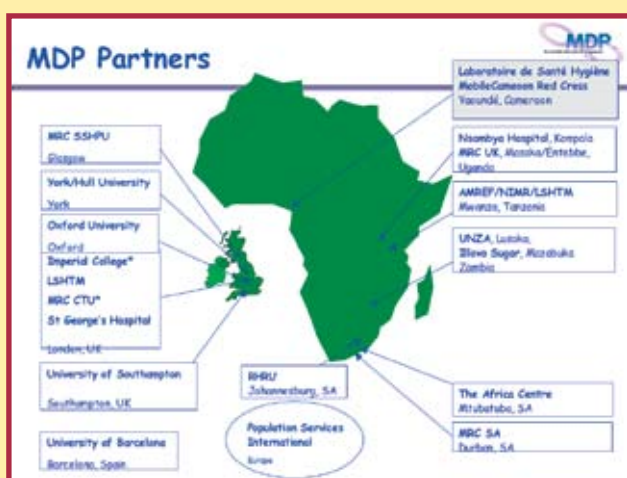 MDP Partners
MDP
Laboratoire de Santé Hygiène
MobileCameroon Red Cross
Yaoundé, Cameroon
MRC SSHPU
Glasgow
Nsambya Hospital, Kampala
MRC UK, Masaka/Entebbe,
Uganda
York/Hull University
York
AMREF/NIMR/LSHTM
Mwanza, Tanzania
Oxford University
Oxford
UNZA, Lusaka,
Illovo Sugar, Mazabuka
Zambia
Imperial College*
LSHTM
MRC CTU*
St George's Hospital
London, UK
University of Southampton
Southampton, UK
RHRU
Johannesburg, SA
The Africa Centre
Mtubatuba, SA
Population Services
International
Europe
MRC SA
Durban, SA
University of Barcelona
Barcelona, Spain